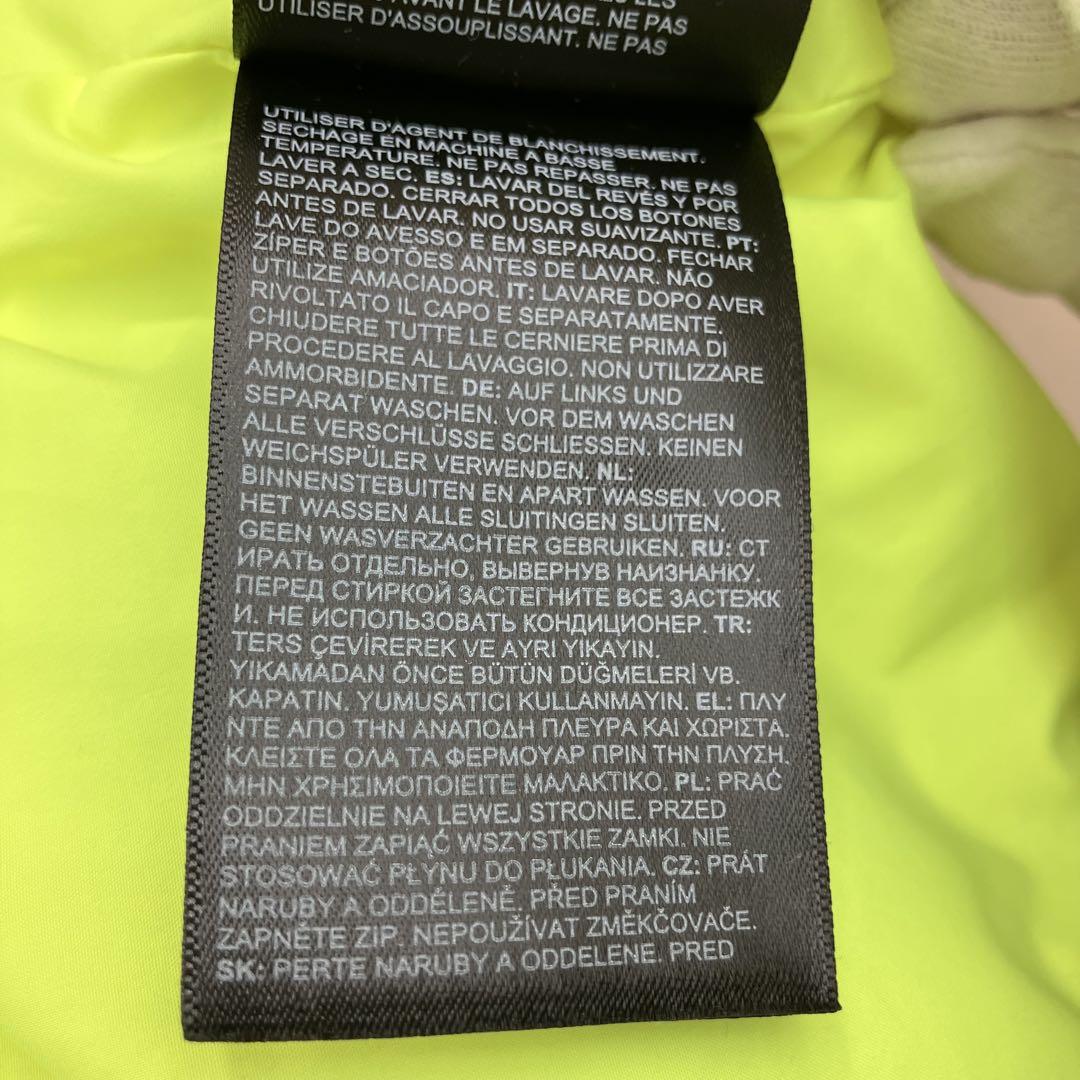 AVANT LE LAVAGE. NE PAS
UTILISER D'ASSOUPLISSANT. NE PAS
UTILISER D'AGENT DE BLANCHISSEMENT.
SECHAGE EN MACHINE A BASSE
TEMPERATURE. NE PAS REPASSER. NE PAS
LAVER A SEC. ES: LAVAR DEL REVÉS Y POR
SEPARADO. CERRAR TODOS LOS BOTONES
ANTES DE LAVAR. NO USAR SUAVIZANTE. PT:
LAVE DO AVESSO E EM SEPARADO. FECHAR
ZÍPER E BOTÕES ANTES DE LAVAR. NÃO
UTILIZE AMACIADOR. IT: LAVARE DOPO AVER
RIVOLTATO IL CAPO E SEPARATAMENTE.
CHIUDERE TUTTE LE CERNIERE PRIMA DI
PROCEDERE AL LAVAGGIO. NON UTILIZZARE
AMMORBIDENTE. DE: AUF LINKS UND
SEPARAT WASCHEN. VOR DEM WASCHEN
ALLE VERSCHLÜSSE SCHLIESSEN. KEINEN
WEICHSPÜLER VERWENDEN. NL:
BINNENSTEBUITEN EN APART WASSEN. VOOR
HET WASSEN ALLE SLUITINGEN SLUITEN.
GEEN WASVERZACHTER GEBRUIKEN. RU: СТ
ИРАТЬ ОТДЕЛЬНО, ВЫВЕРНУВ НАИЗНАНКУ.
ПЕРЕД СТИРКОЙ ЗАСТЕГНИТЕ ВСЕ ЗАСТЕЖК
И. НЕ ИСПОЛЬЗОВАТЬ КОНДИЦИОНЕР. TR:
TERS ÇEVİREREK VE AYRI YIKAYIN.
YIKAMADAN ÖNCE BÜTÜN DÜĞMELERİ VB.
KAPATIN. YUMUŞATICI KULLANMAYIN. EL: ΠΛΥ
ΝΤΕ ΑΠΟ ΤΗΝ ΑΝΑΠΟΔΗ ΠΛΕΥΡΑ ΚΑΙ ΧΩΡΙΣΤΑ.
ΚΛΕΙΣΤΕ ΟΛΑ ΤΑ ΦΕΡΜΟΥΑΡ ΠΡΙΝ ΤΗΝ ΠΛΥΣΗ.
ΜΗΝ ΧΡΗΣΙΜΟΠΟΙΕΙΤΕ ΜΑΛΑΚΤΙΚΟ. PL: PRAĆ
ODDZIELNIE NA LEWEJ STRONIE. PRZED
PRANIEM ZAPIĄĆ WSZYSTKIE ZAMKI. NIE
STOSOWAĆ PŁYNU DO PŁUKANIA. CZ: PRÁT
NARUBY A ODDĚLENĚ. PŘED PRANÍM
ZAPNĚTE ZIP. NEPOUŽÍVAT ZMĚKČOVAČE.
SK: PERTE NARUBY A ODDELENE. PRED